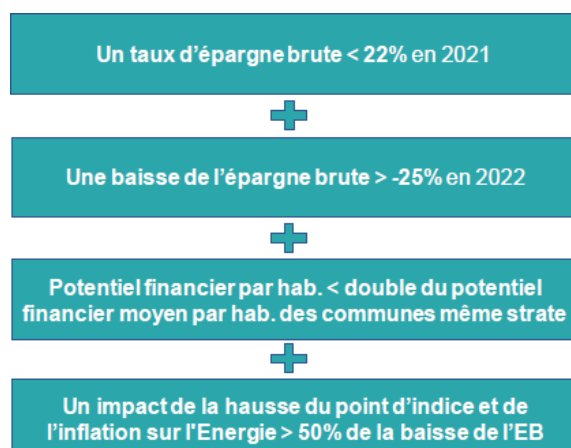 Un taux d'épargne brute < 22% en 2021
Une baisse de l'épargne brute > -25% en 2022
Potentiel financier par hab. < double du potentiel
financier moyen par hab. des communes même strate
Un impact de la hausse du point d'indice et de
l'inflation sur l'Energie > 50% de la baisse de l'EB